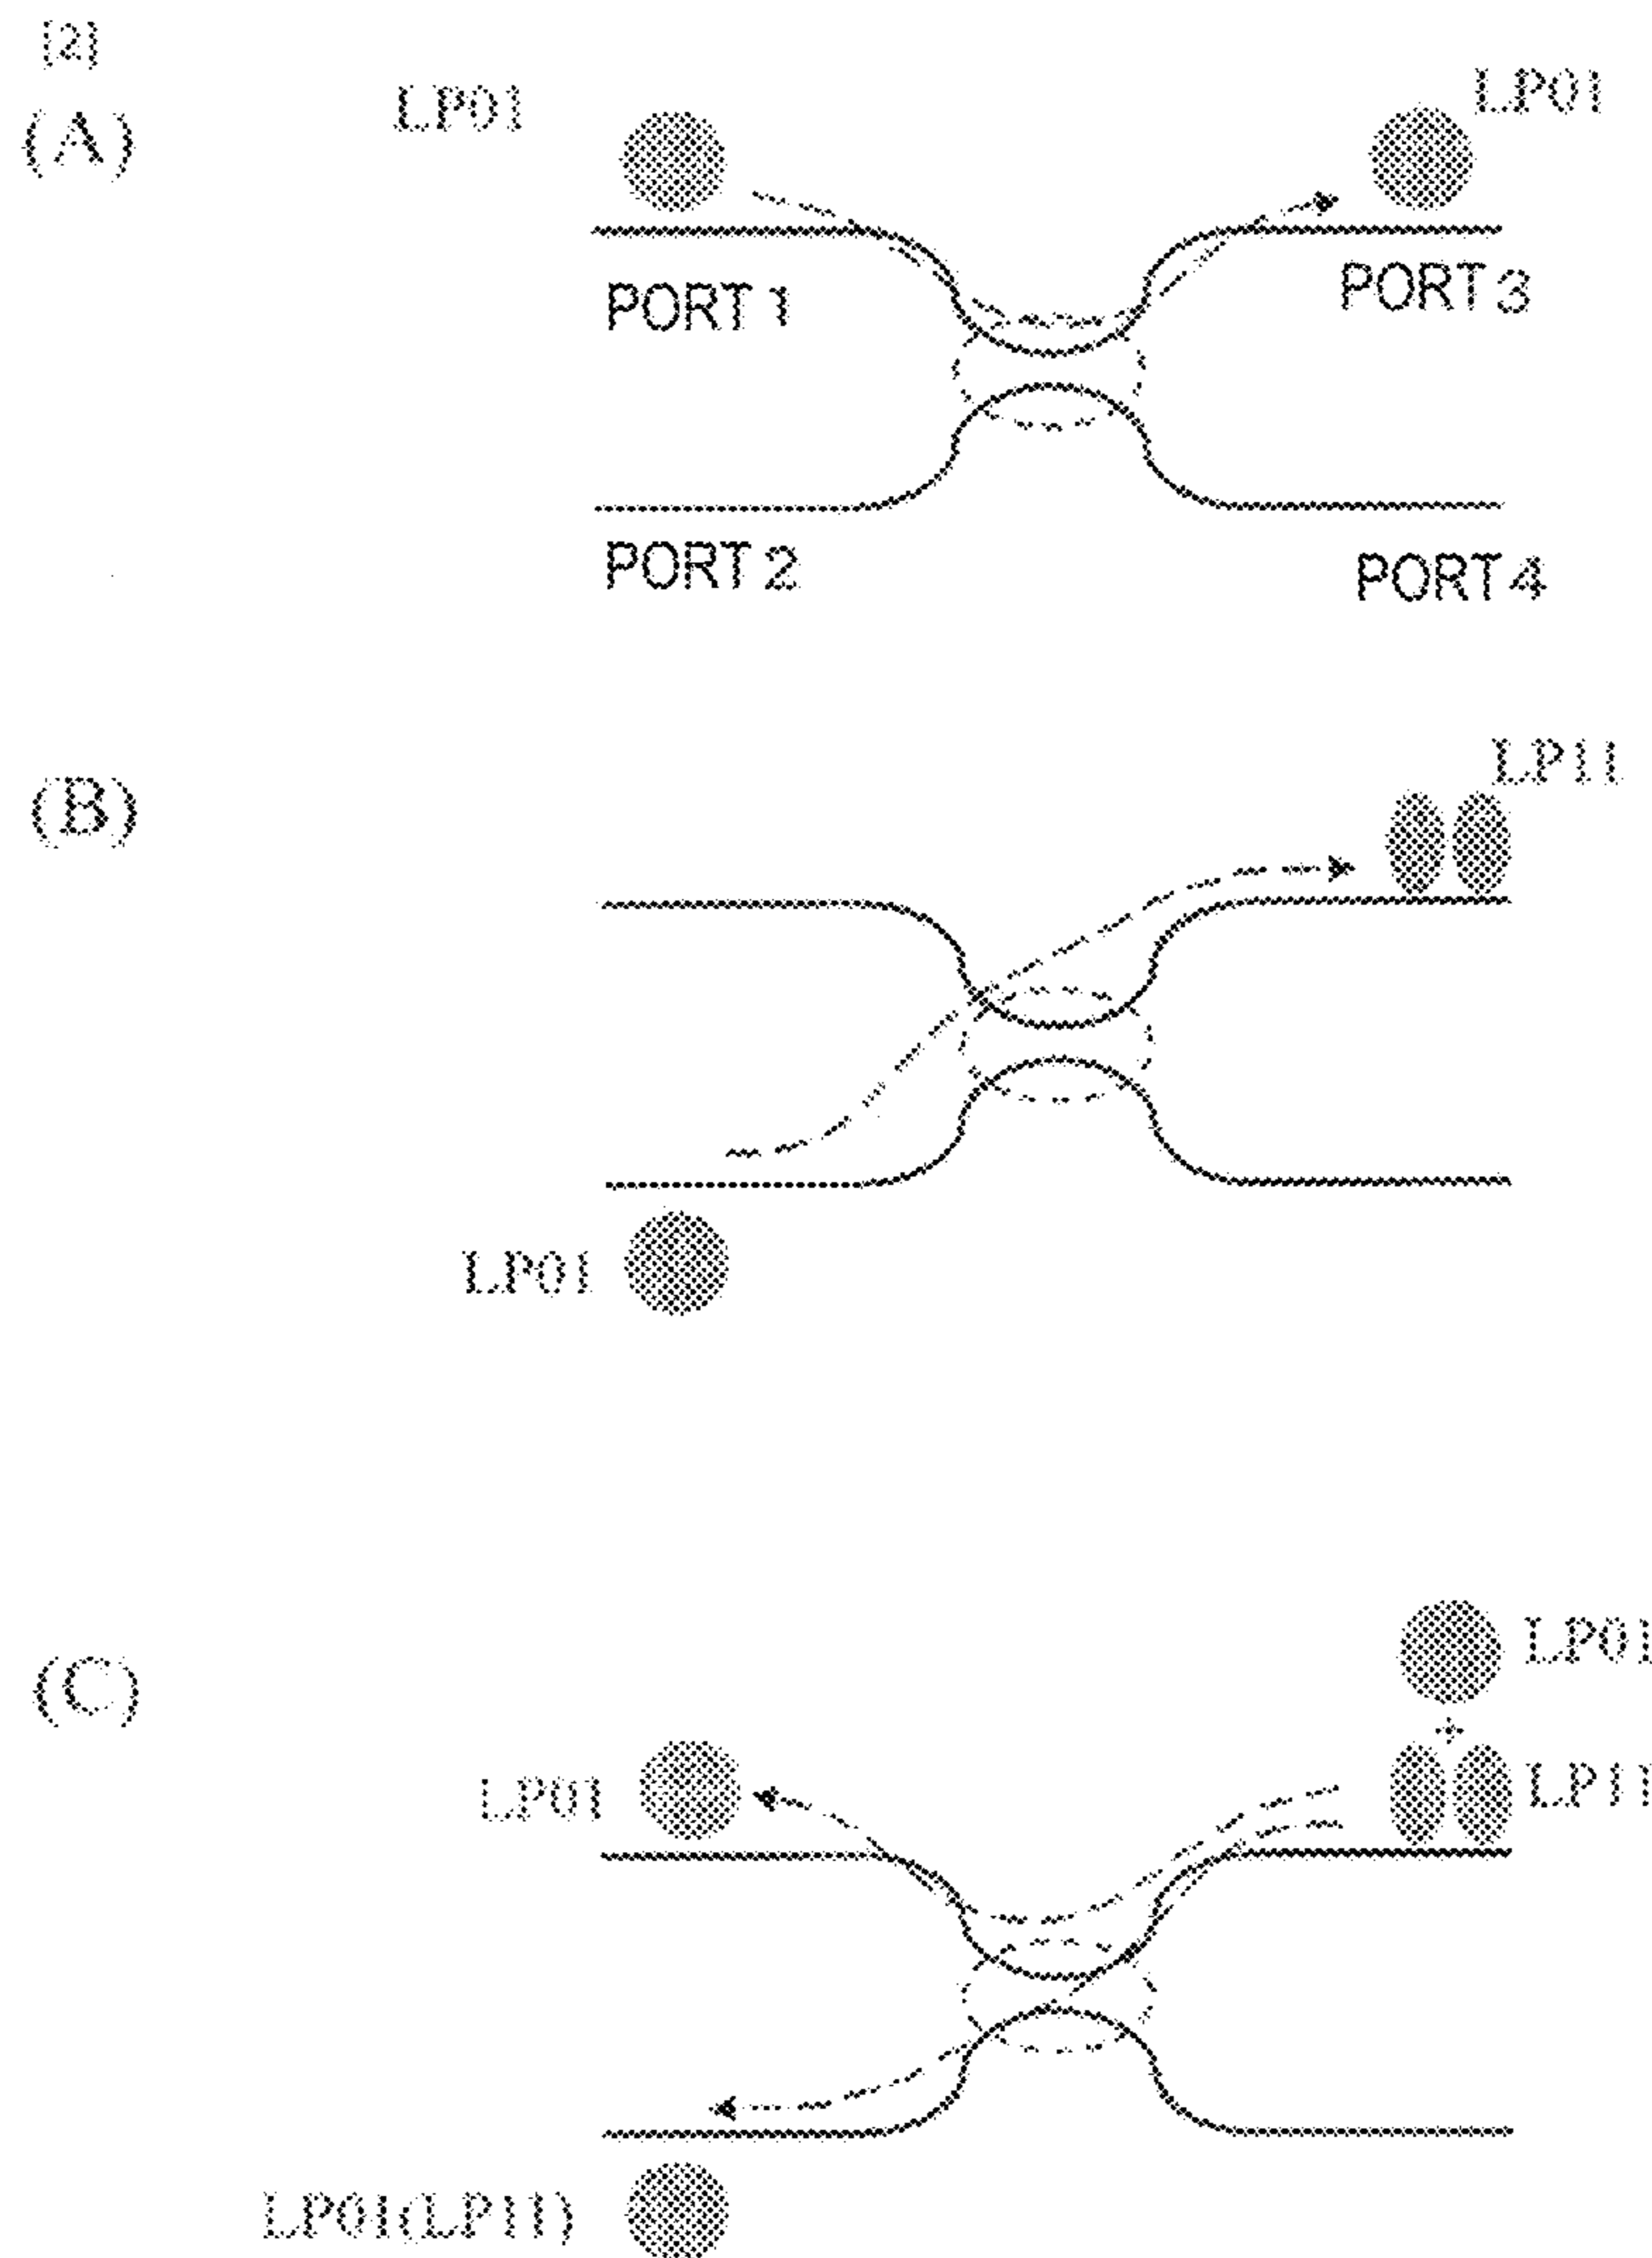 [2]
(A)
LP01
LP01
PORT 1
PORT 3
PORT 2
PORT 4
(B)
LP11
LP01
(C)
LP01
+
LP11
LP01
LP01(LP11)